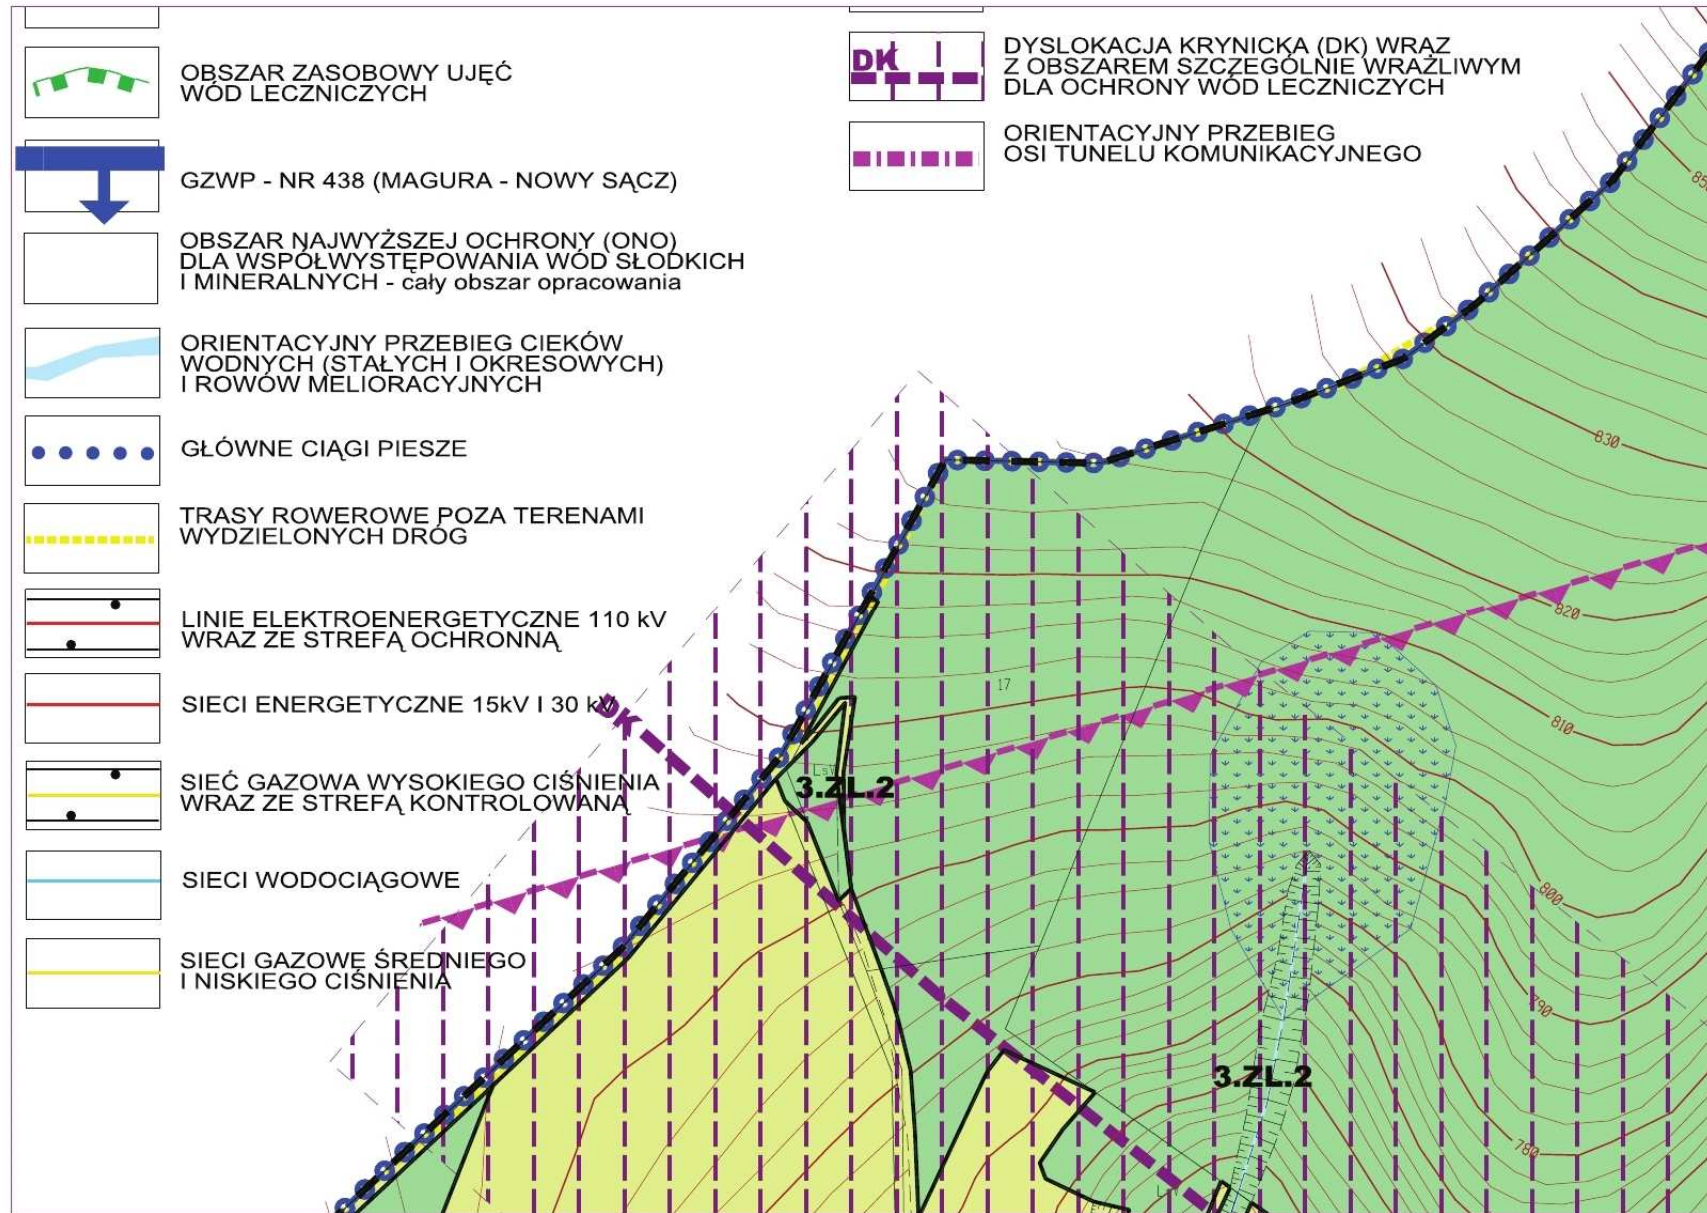 OBSZAR ZASOBOWY UJĘĆ
WÓD LECZNICZYCH
GZWP - NR 438 (MAGURA - NOWY SĄCZ)
OBSZAR NAJWYŻSZEJ OCHRONY (ONO)
DLA WSPÓŁWYSTĘPOWANIA WÓD SŁODKICH
I MINERALNYCH - cały obszar opracowania
ORIENTACYJNY PRZEBIEG CIEKÓW
WODNYCH (STAŁYCH I OKRESOWYCH)
I ROWÓW MELIORACYJNYCH
GŁÓWNE CIĄGI PIESZE
TRASY ROWEROWE POZA TERENAMI
WYDZIELONYCH DRÓG
LINIE ELEKTROENERGETYCZNE 110 kV
WRAZ ZE STREFĄ OCHRONNĄ
SIECI ENERGETYCZNE 15kV I 30 kV
SIEĆ GAZOWA WYSOKIEGO CIŚNIENIA
WRAZ ZE STREFĄ KONTROLOWANĄ
SIECI WODOCIĄGOWE
SIECI GAZOWE ŚREDNIEGO
I NISKIEGO CIŚNIENIA
DK
DYSLOKACJA KRYNICKA (DK) WRAZ
Z OBSZAREM SZCZEGÓLNIE WRAŻLIWYM
DLA OCHRONY WÓD LECZNICZYCH
ORIENTACYJNY PRZEBIEG
OSI TUNELU KOMUNIKACYJNEGO
830
820
17
DK
810
3.ZL.2
800
790
3.ZL.2
780